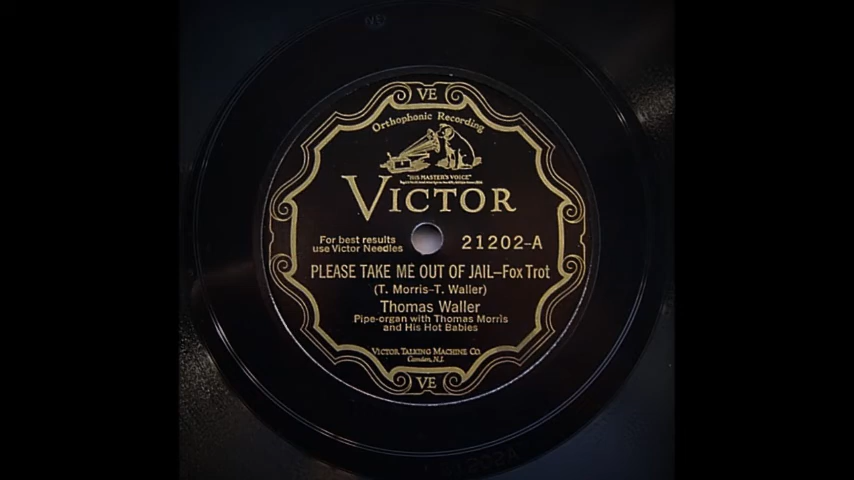 VE
VE
Orthophonic Recording
"HIS MASTER'S VOICE"
VICTOR
For best results
use Victor Needles
21202-A
PLEASE TAKE ME OUT OF JAIL—Fox Trot
(T. Morris-T. Waller)
Thomas Waller
Pipe-organ with Thomas Morris
and His Hot Babies
VICTOR TALKING MACHINE CO.
Camden, N.J.
VE
21202A